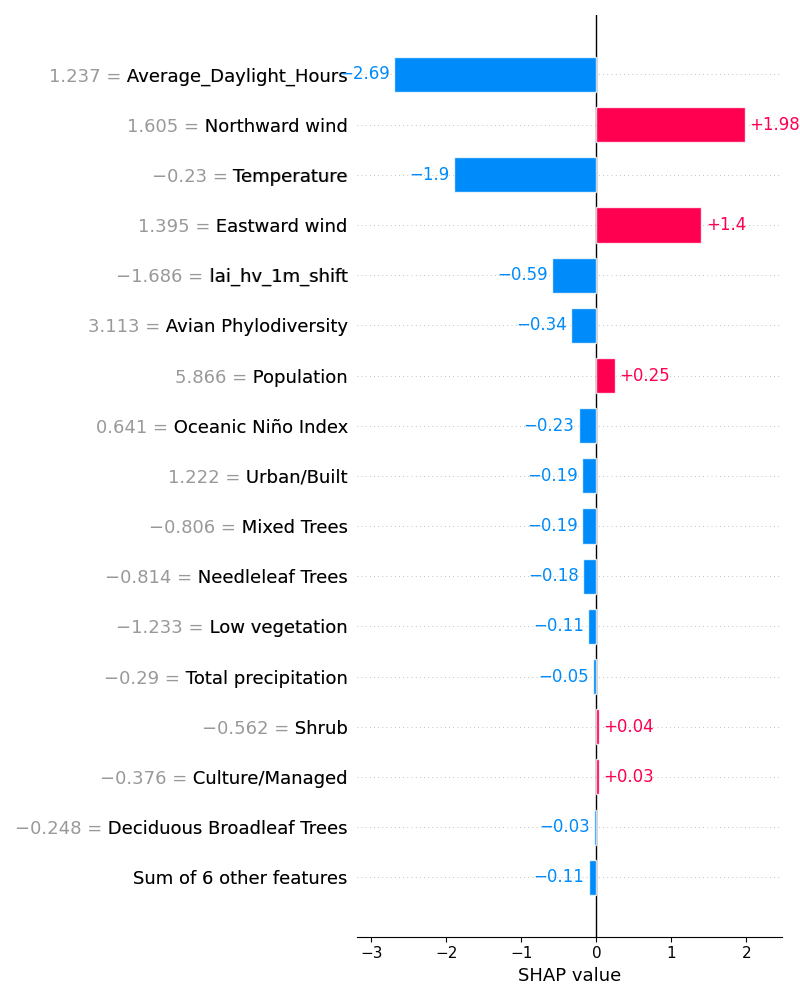 1.237 = Average_Daylight_Hours −2.69
1.605 = Northward wind +1.98
−0.23 = Temperature −1.9
1.395 = Eastward wind +1.4
−1.686 = lai_hv_1m_shift −0.59
3.113 = Avian Phylodiversity −0.34
5.866 = Population +0.25
0.641 = Oceanic Niño Index −0.23
1.222 = Urban/Built −0.19
−0.806 = Mixed Trees −0.19
−0.814 = Needleleaf Trees −0.18
−1.233 = Low vegetation −0.11
−0.29 = Total precipitation −0.05
−0.562 = Shrub +0.04
−0.376 = Culture/Managed +0.03
−0.248 = Deciduous Broadleaf Trees −0.03
Sum of 6 other features −0.11
−3 −2 −1 0 1 2
SHAP value